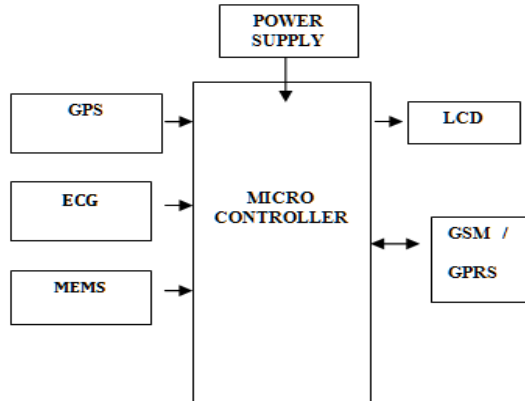 POWER
SUPPLY
GPS
LCD
ECG
MICRO
CONTROLLER
GSM /
GPRS
MEMS